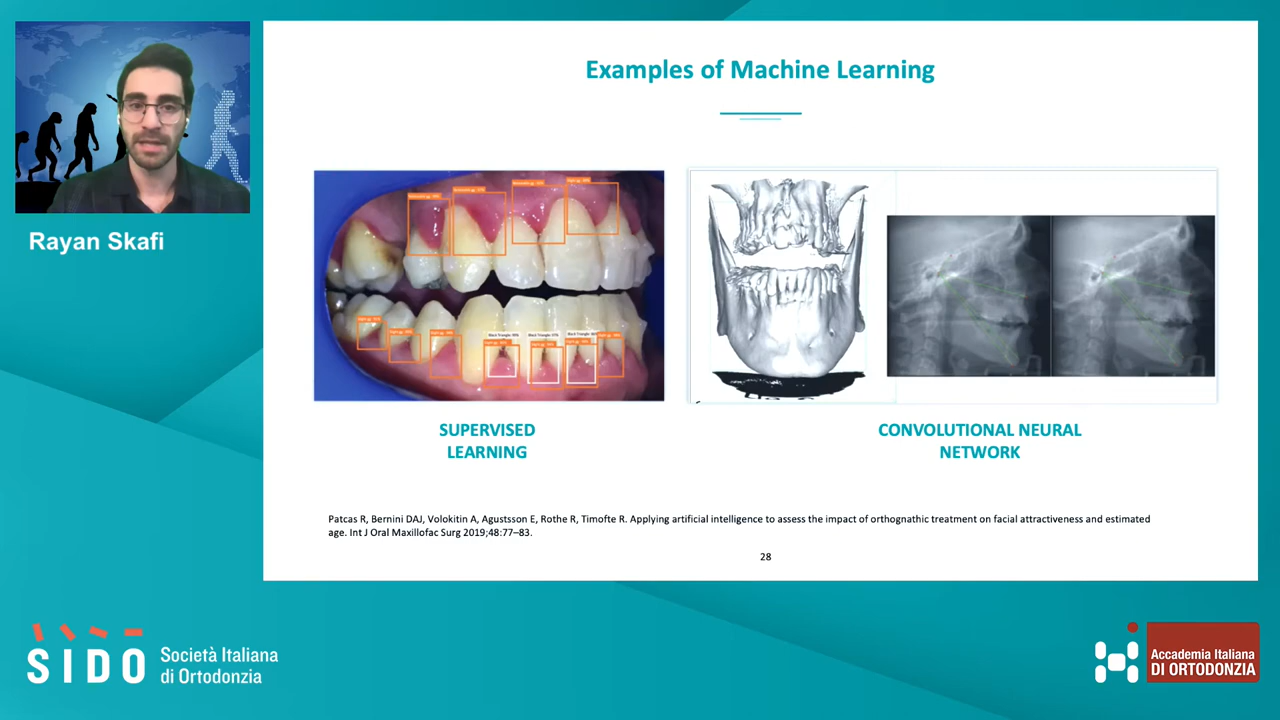 Examples of Machine Learning
Rayan Skafi
SUPERVISED
LEARNING
CONVOLUTIONAL NEURAL
NETWORK
Patcas R, Bernini DAJ, Volokitin A, Agustsson E, Rothe R, Timofte R. Applying artificial intelligence to assess the impact of orthognathic treatment on facial attractiveness and estimated
age. Int J Oral Maxillofac Surg 2019;48:77–83.
28
SIDO
Società Italiana
di Ortodonzia
Accademia Italiana
DI ORTODONZIA